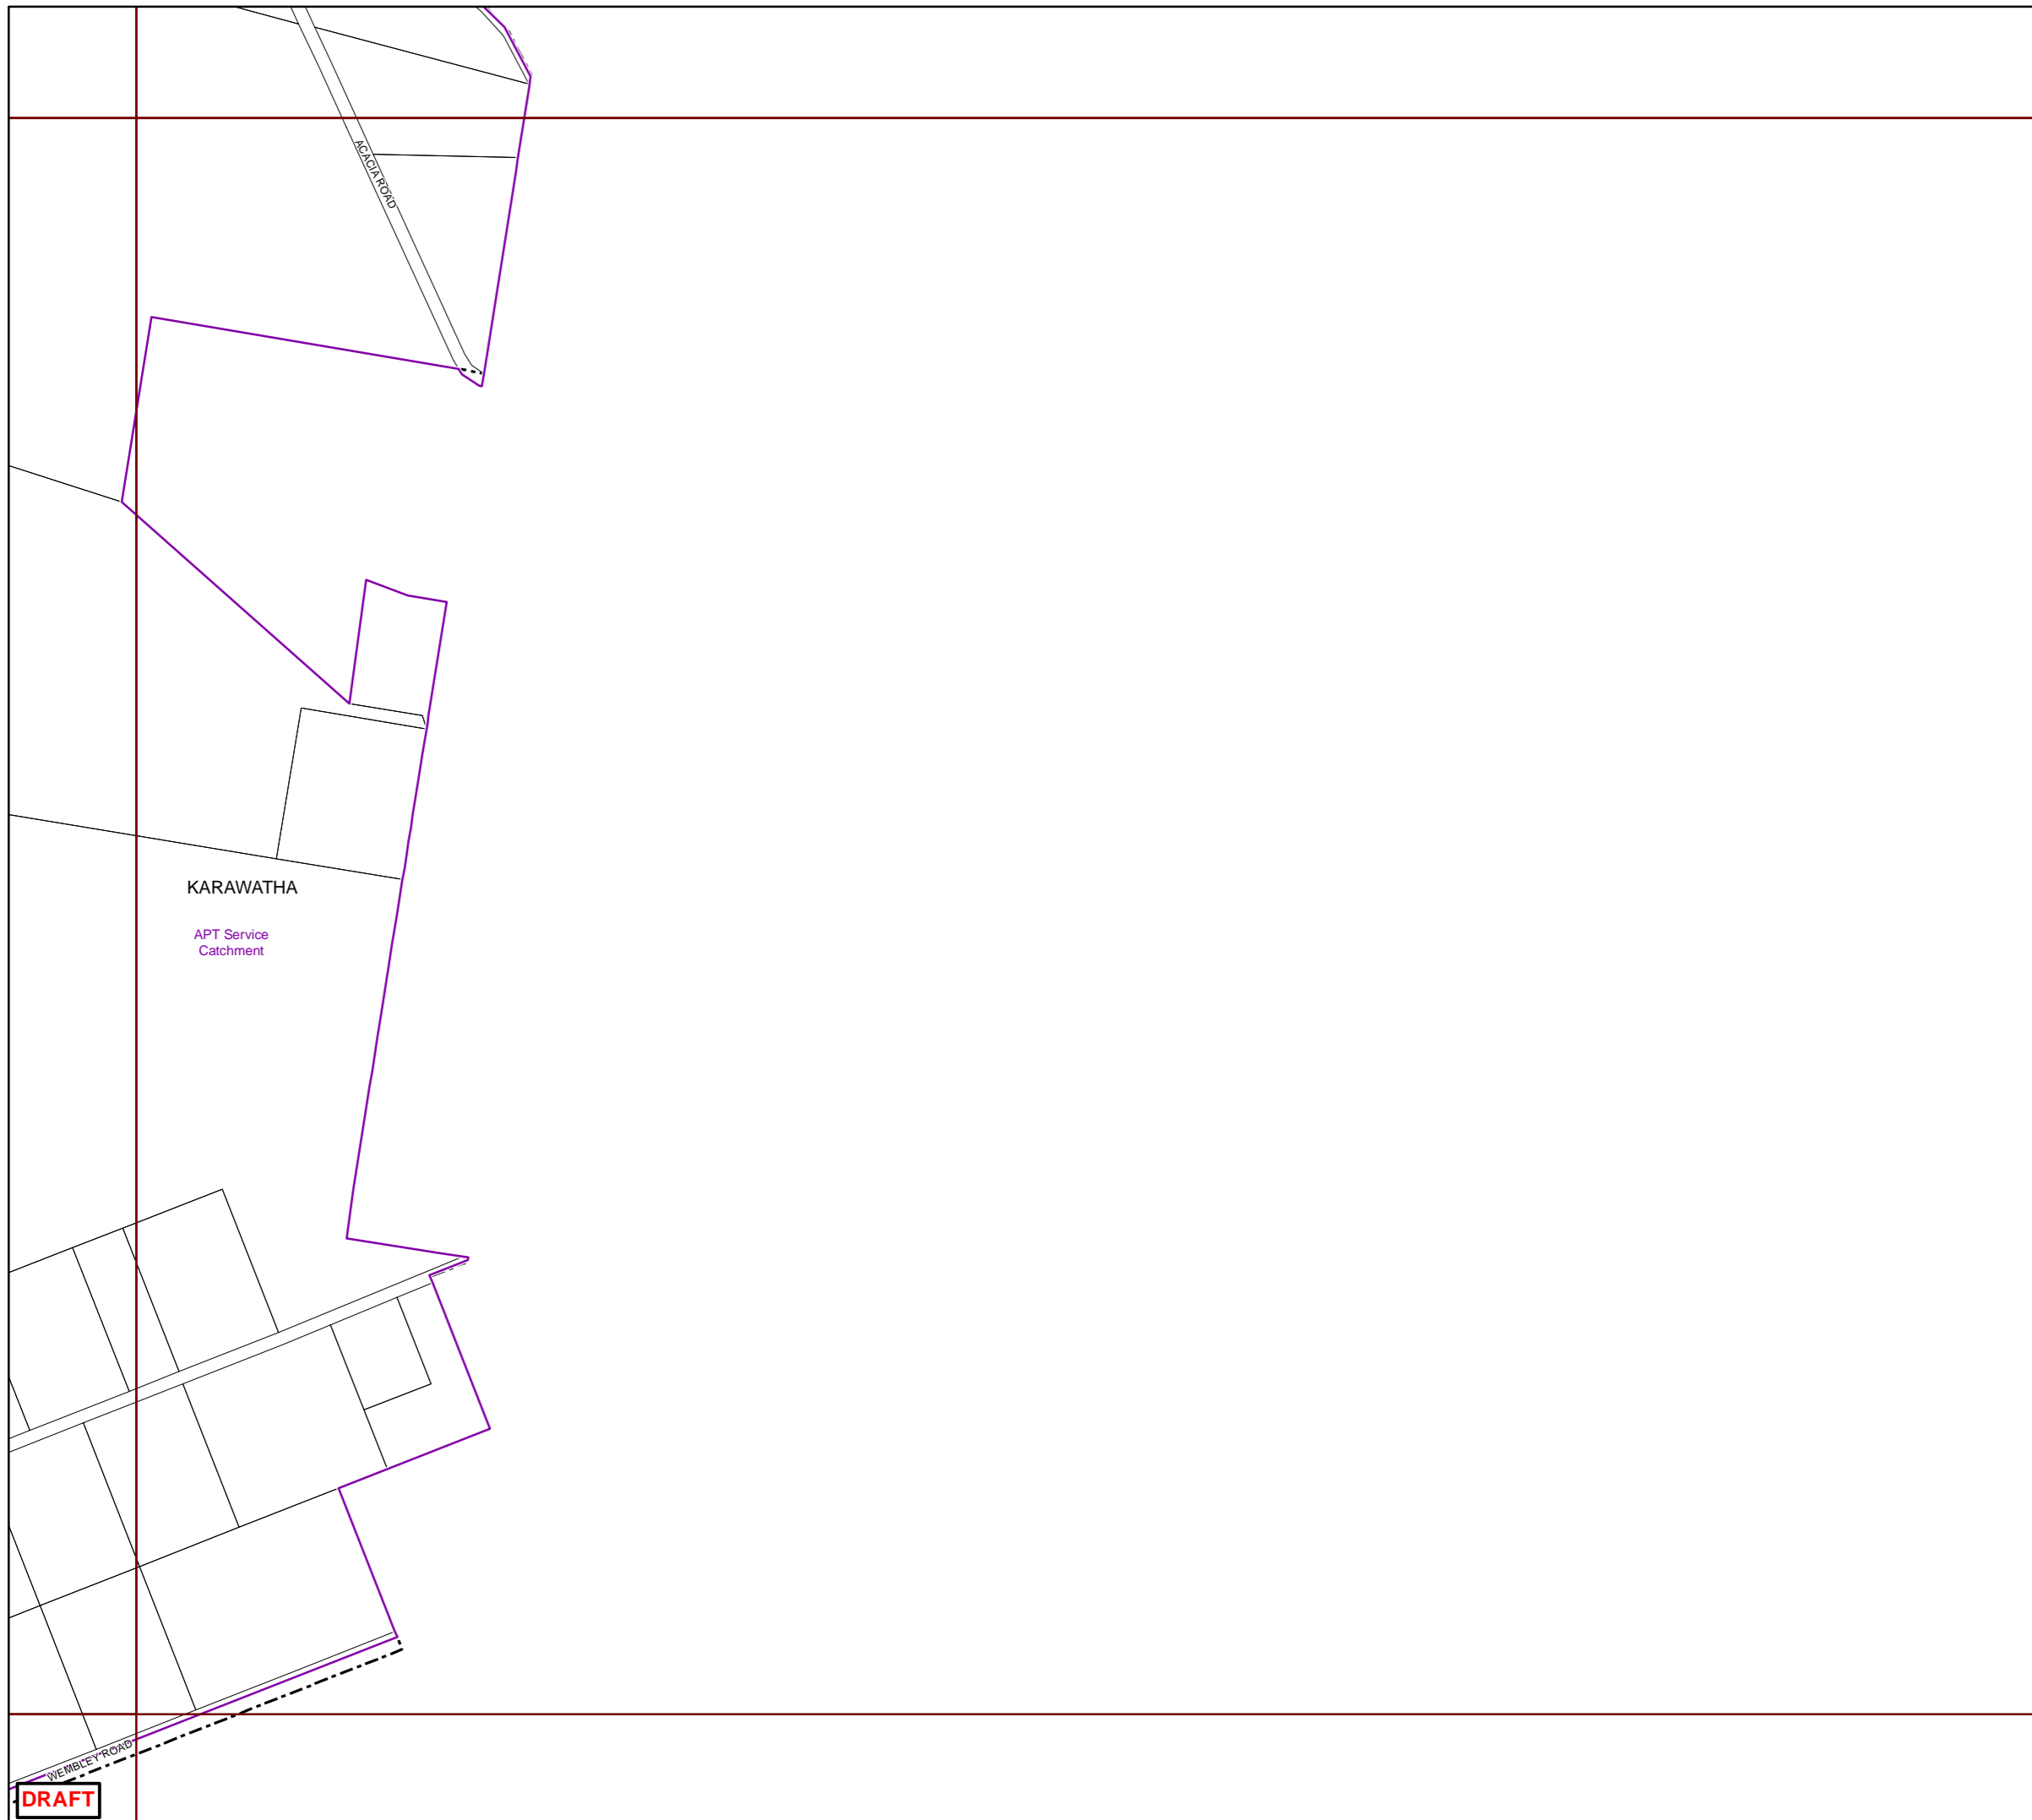 ACACIA ROAD
KARAWATHA
APT Service
Catchment
WEMBLEY ROAD
DRAFT